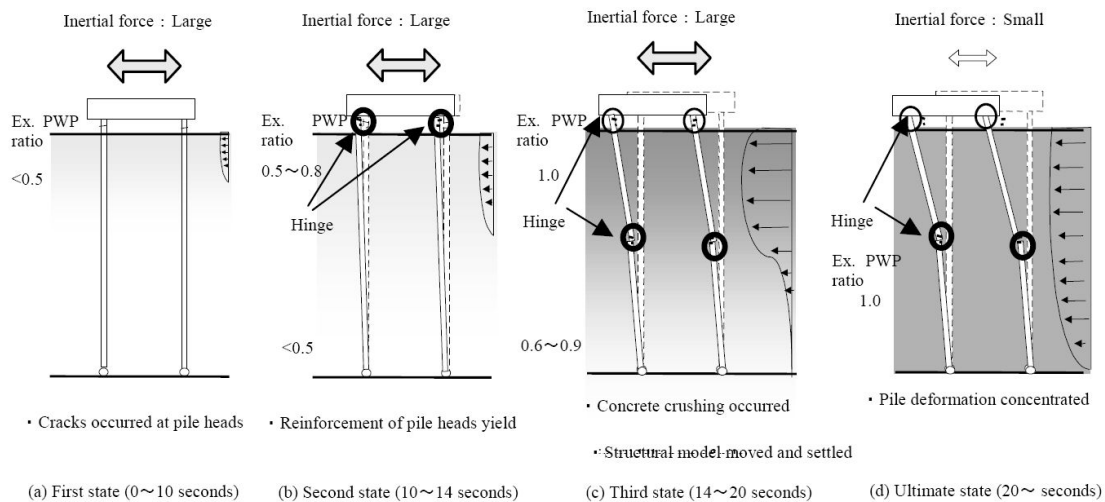 Inertial force : Large
Ex. PWP
ratio
<0.5
・Cracks occurred at pile heads
(a) First state (0～10 seconds)
Inertial force : Large
Ex. PWP
ratio
0.5～0.8
Hinge
<0.5
・Reinforcement of pile heads yield
(b) Second state (10～14 seconds)
Inertial force : Large
Ex. PWP
ratio
1.0
Hinge
0.6～0.9
・Concrete crushing occurred
・Structural model moved and settled
(c) Third state (14～20 seconds)
Inertial force : Small
Hinge
Ex. PWP
ratio
1.0
・Pile deformation concentrated
(d) Ultimate state (20～ seconds)